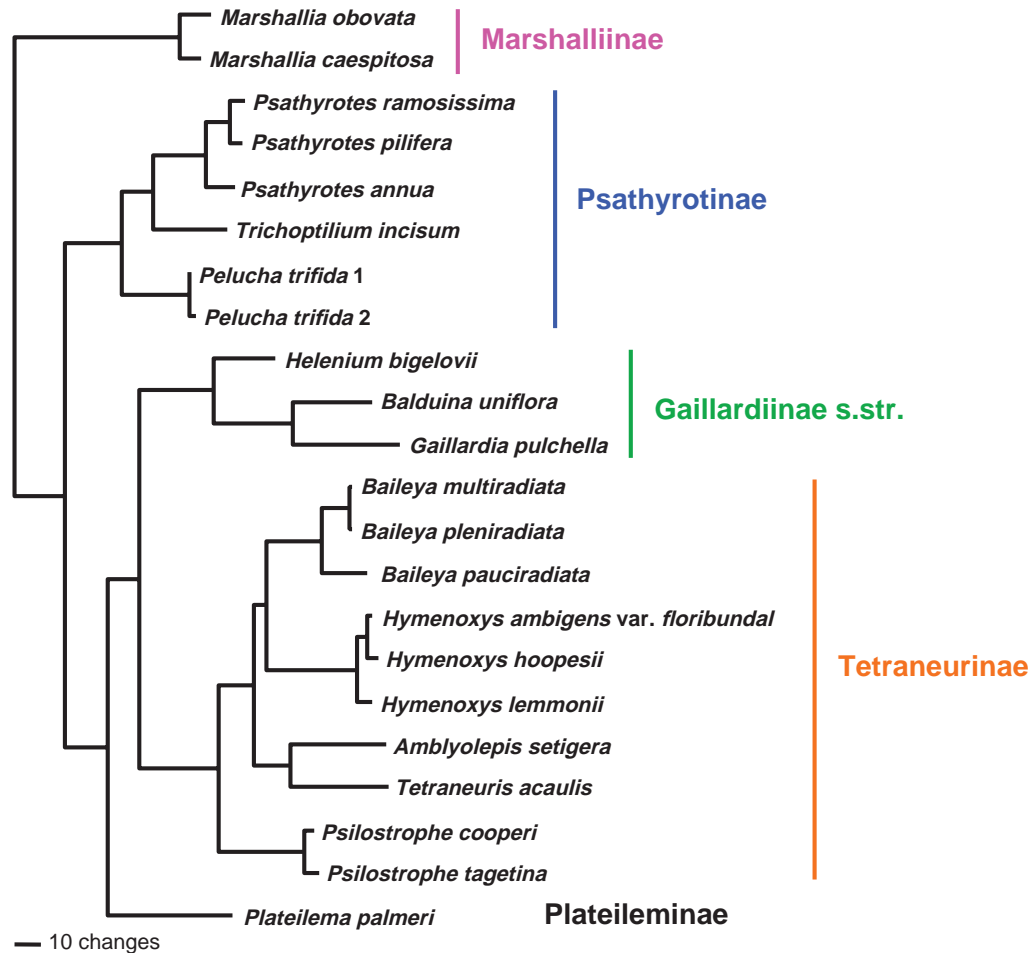 Marshallia obovata
Marshallia caespitosa
Marshalliinae
Psathyrotes ramosissima
Psathyrotes pilifera
Psathyrotes annua
Trichoptilium incisum
Pelucha trifida 1
Pelucha trifida 2
Psathyrotinae
Helenium bigelovii
Balduina uniflora
Gaillardia pulchella
Gaillardiinae s.str.
Baileya multiradiata
Baileya pleniradiata
Baileya pauciradiata
Hymenoxys ambigens var. floribundal
Hymenoxys hoopesii
Hymenoxys lemmonii
Amblyolepis setigera
Tetraneuris acaulis
Psilostrophe cooperi
Psilostrophe tagetina
Tetraneurinae
Plateilema palmeri
Plateileminae
10 changes